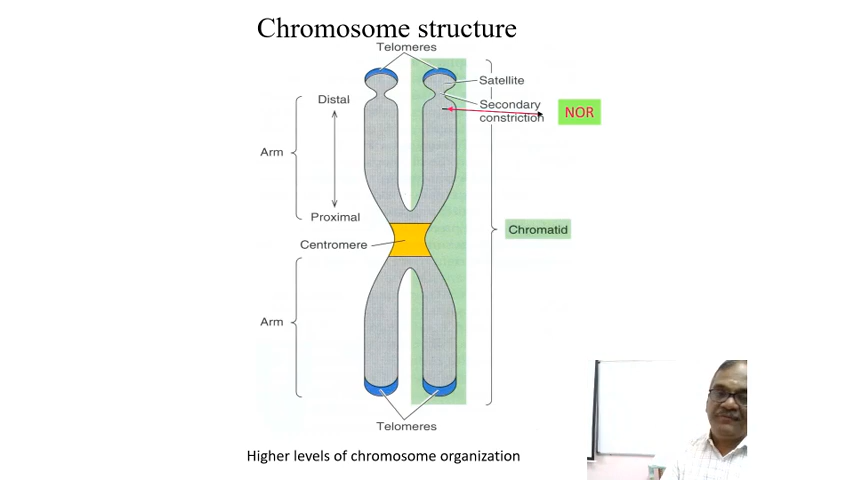 Chromosome structure
Telomeres
Satellite
Distal
Secondary
constriction
NOR
Arm
Proximal
Chromatid
Centromere
Arm
Telomeres
Higher levels of chromosome organization